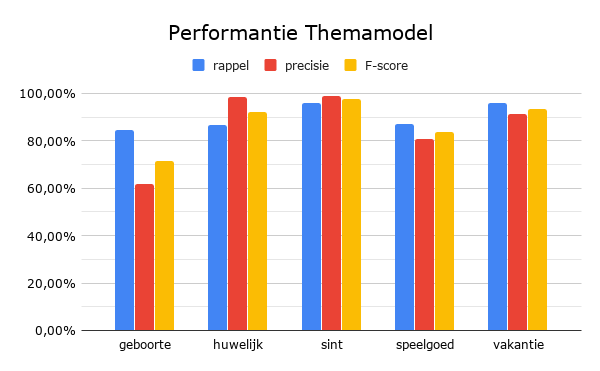 Performantie Themamodel
rappel precisie F-score
100,00%
80,00%
60,00%
40,00%
20,00%
0,00%
geboorte huwelijk sint speelgoed vakantie